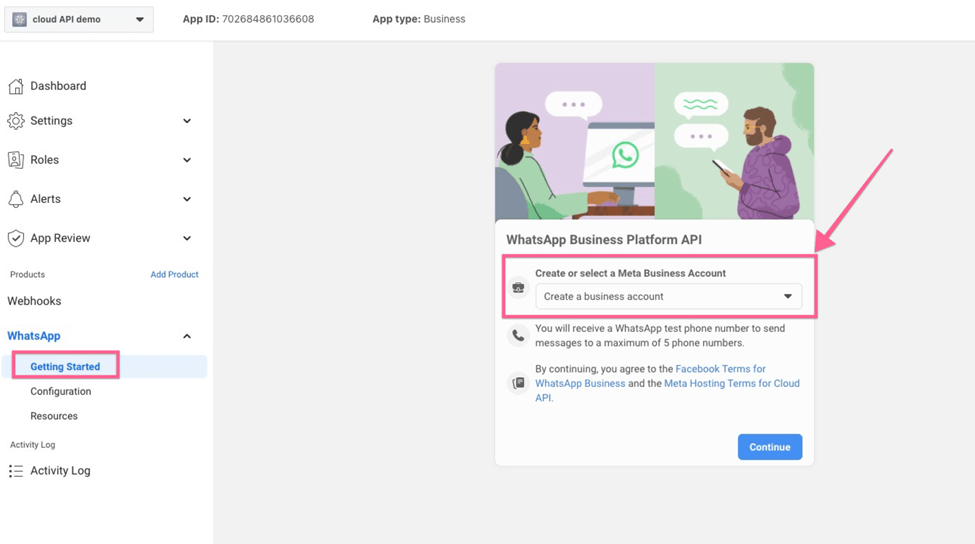 cloud API demo
App ID: 702684861036608
App type: Business
Dashboard
Settings
Roles
Alerts
App Review
Products
Add Product
Webhooks
WhatsApp
Getting Started
Configuration
Resources
Activity Log
Activity Log
WhatsApp Business Platform API
Create or select a Meta Business Account
Create a business account
You will receive a WhatsApp test phone number to send
messages to a maximum of 5 phone numbers.
By continuing, you agree to the Facebook Terms for
WhatsApp Business and the Meta Hosting Terms for Cloud
API.
Continue